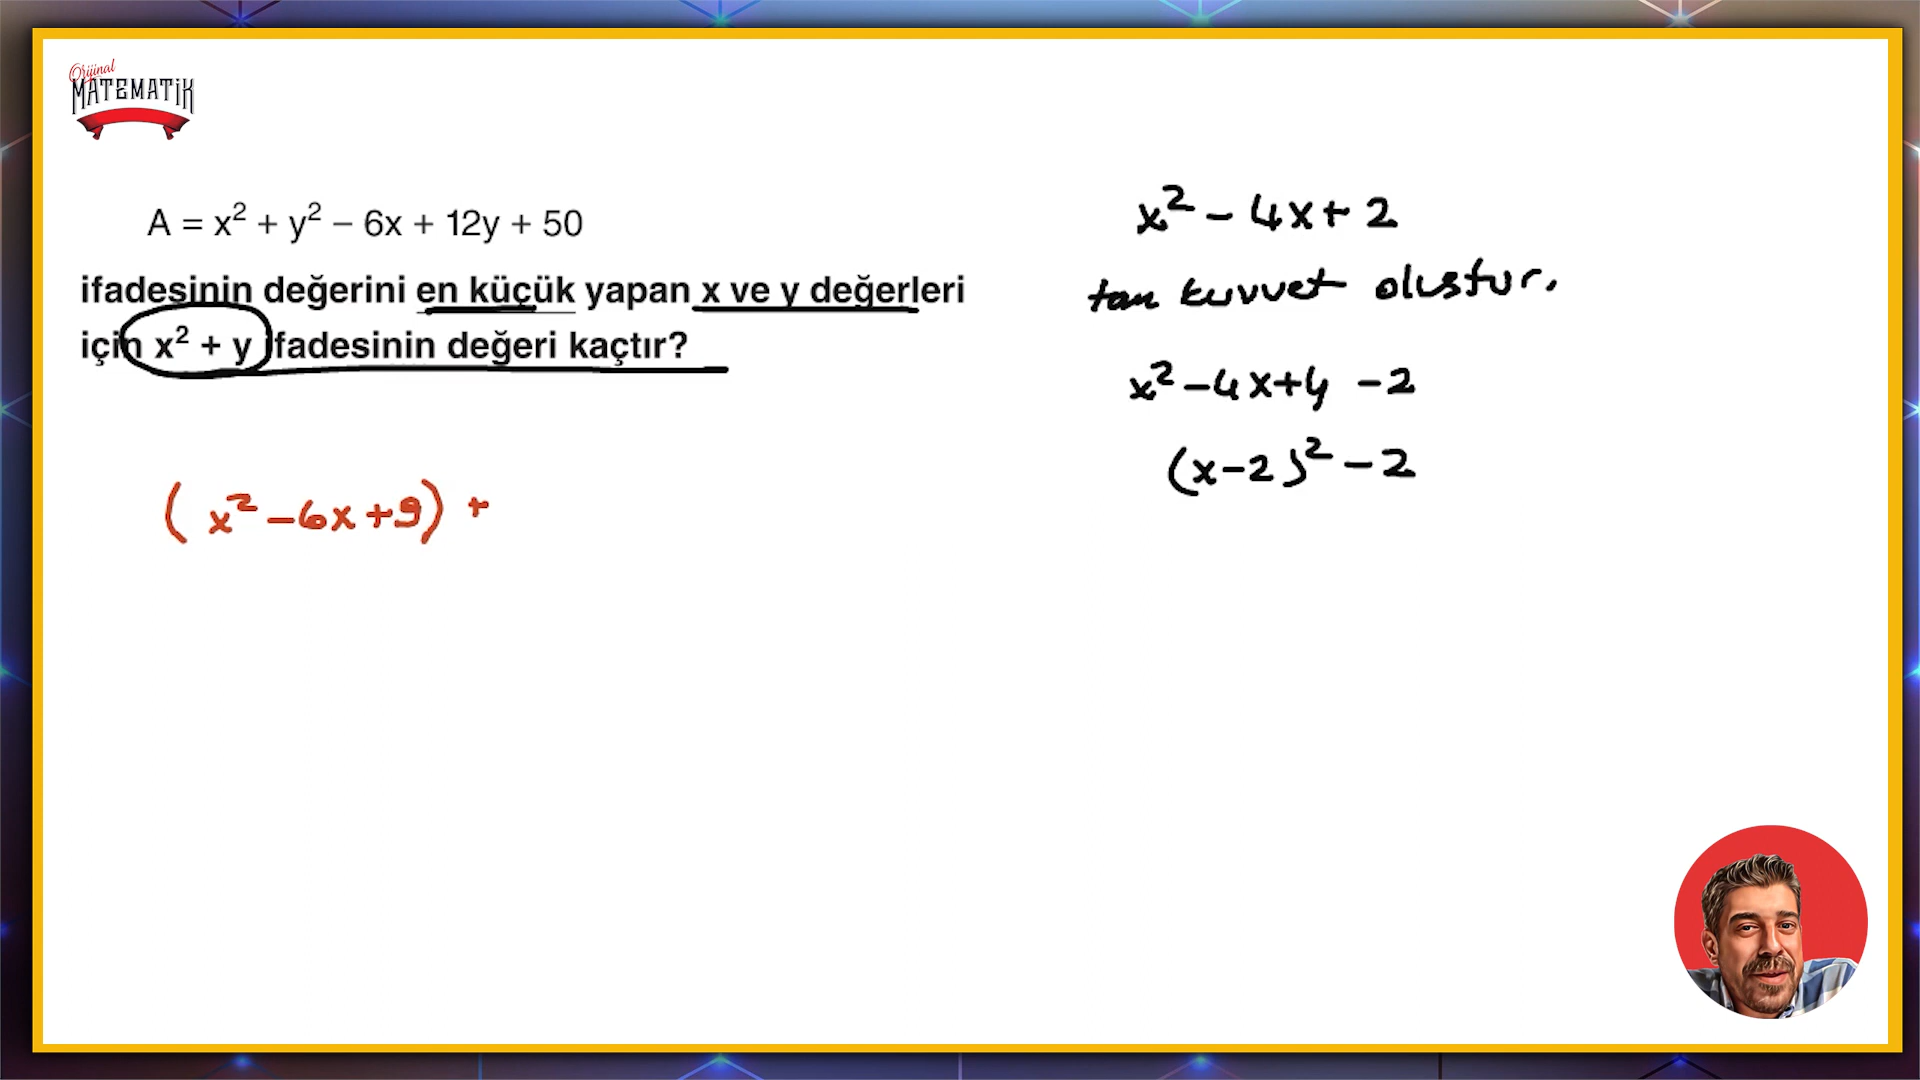 Orijinal
MATEMATİK
A = x² + y² − 6x + 12y + 50
ifadesinin değerini en küçük yapan x ve y değerleri
için x² + y ifadesinin değeri kaçtır?
(x² − 6x + 9) +
x² − 4x + 2
tam kuvvet oluştur.
x² − 4x + 4 − 2
(x − 2)² − 2